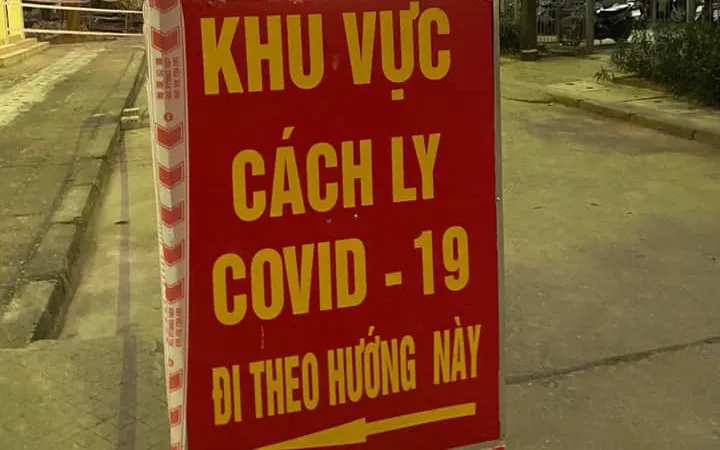 KHU VỰC
CÁCH LY
COVID - 19
ĐI THEO HƯỚNG NÀY